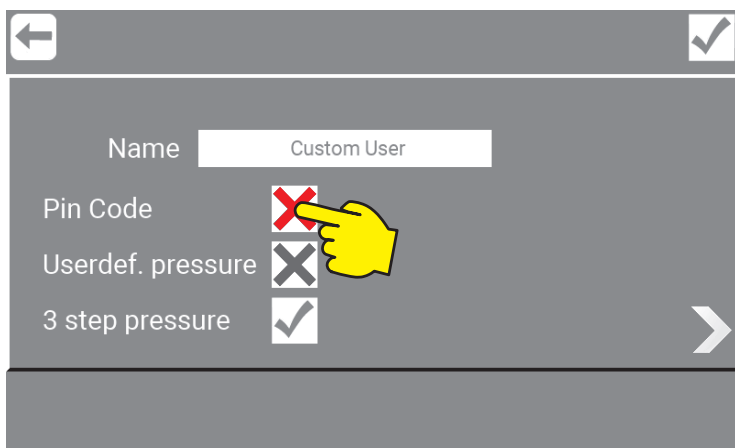 Name
Custom User
Pin Code
Userdef. pressure
3 step pressure